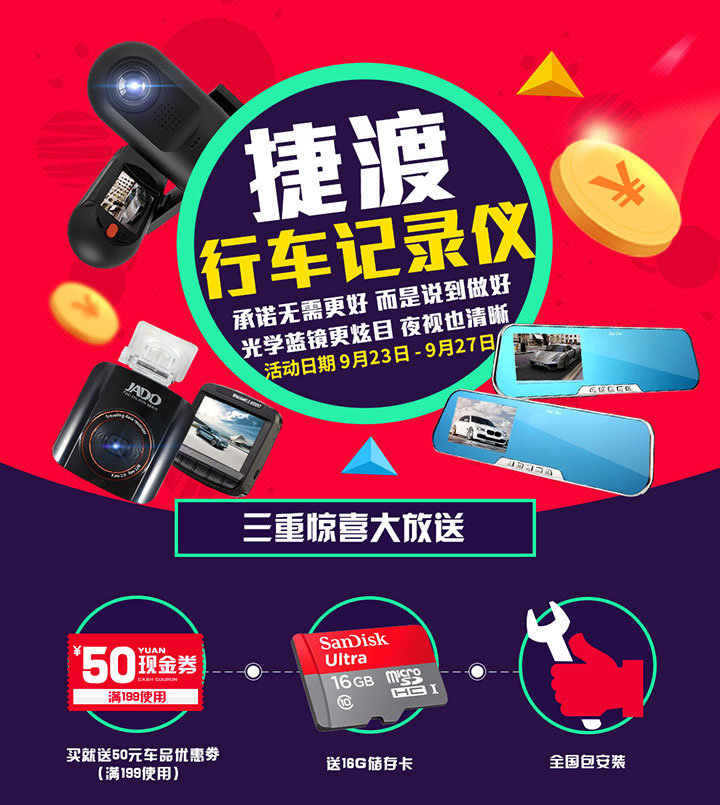 捷渡
行车记录仪
承诺无需更好 而是说到做好
光学蓝镜更炫目 夜视也清晰
活动日期 9月23日 - 9月27日
JADO
三重惊喜大放送
¥50 YUAN 现金券
CASH COUPON
满199使用
SanDisk
Ultra
16GB
micro
SD
HC I
买就送50元车品优惠券
（满199使用）
送16G储存卡
全国包安装